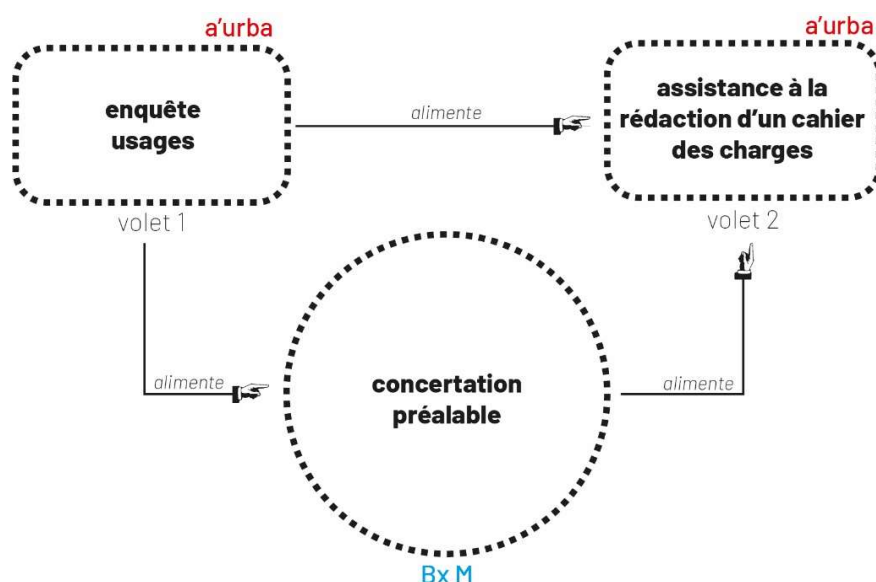 a'urba
enquête
usages
volet 1
alimente
a'urba
assistance à la
rédaction d'un cahier
des charges
volet 2
alimente
concertation
préalable
alimente
Bx M